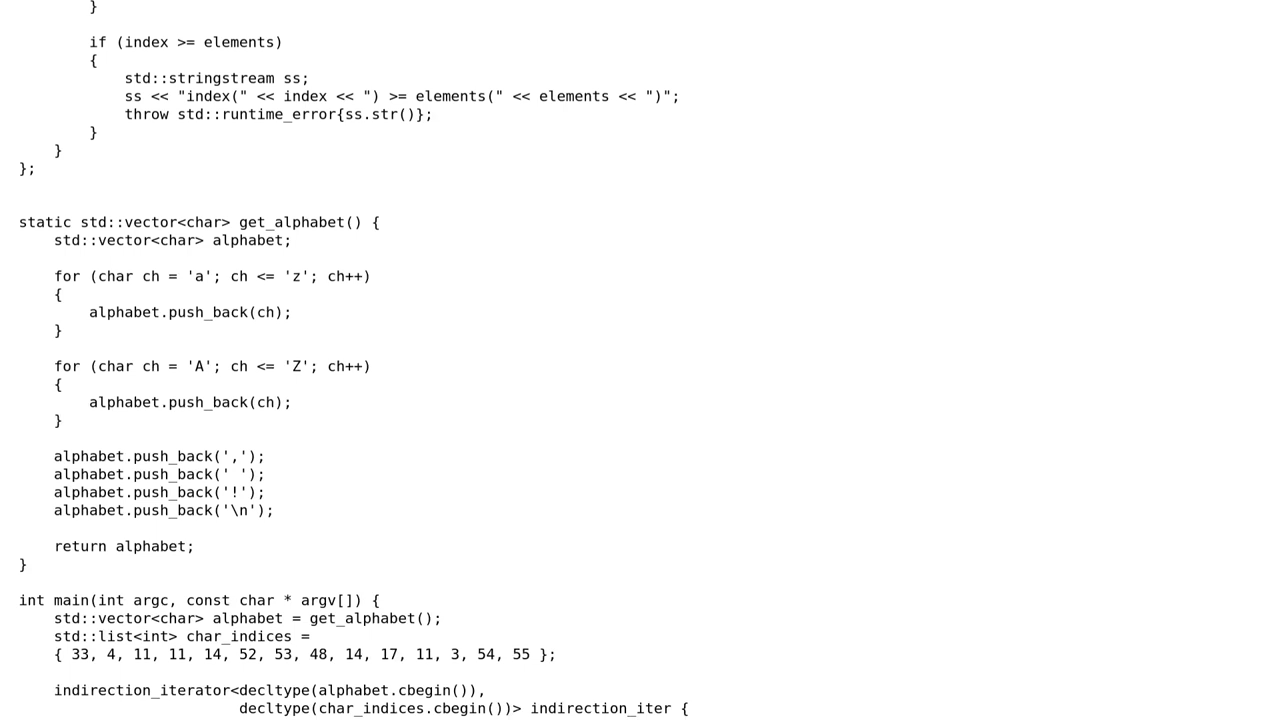 }

        if (index >= elements)
        {
            std::stringstream ss;
            ss << "index(" << index << ") >= elements(" << elements << ")";
            throw std::runtime_error{ss.str()};
        }
    }
};


static std::vector<char> get_alphabet() {
    std::vector<char> alphabet;

    for (char ch = 'a'; ch <= 'z'; ch++)
    {
        alphabet.push_back(ch);
    }

    for (char ch = 'A'; ch <= 'Z'; ch++)
    {
        alphabet.push_back(ch);
    }

    alphabet.push_back(',');
    alphabet.push_back(' ');
    alphabet.push_back('!');
    alphabet.push_back('\n');

    return alphabet;
}

int main(int argc, const char * argv[]) {
    std::vector<char> alphabet = get_alphabet();
    std::list<int> char_indices =
    { 33, 4, 11, 11, 14, 52, 53, 48, 14, 17, 11, 3, 54, 55 };

    indirection_iterator<decltype(alphabet.cbegin()),
                         decltype(char_indices.cbegin())> indirection_iter {